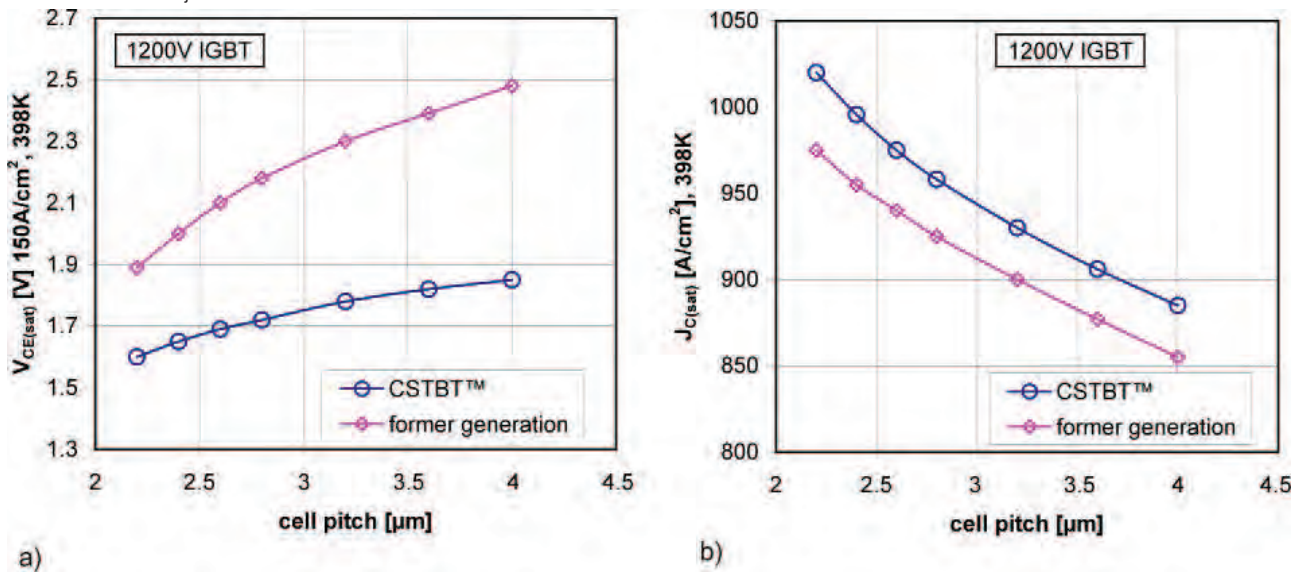 2.7
2.5
2.3
2.1
1.9
1.7
1.5
1.3
V_CE(sat) [V] 150A/cm², 398K
1200V IGBT
CSTBT™
former generation
2 2.5 3 3.5 4 4.5
cell pitch [µm]
a)
1050
1000
950
900
850
800
J_C(sat) [A/cm²], 398K
1200V IGBT
CSTBT™
former generation
2 2.5 3 3.5 4 4.5
cell pitch [µm]
b)